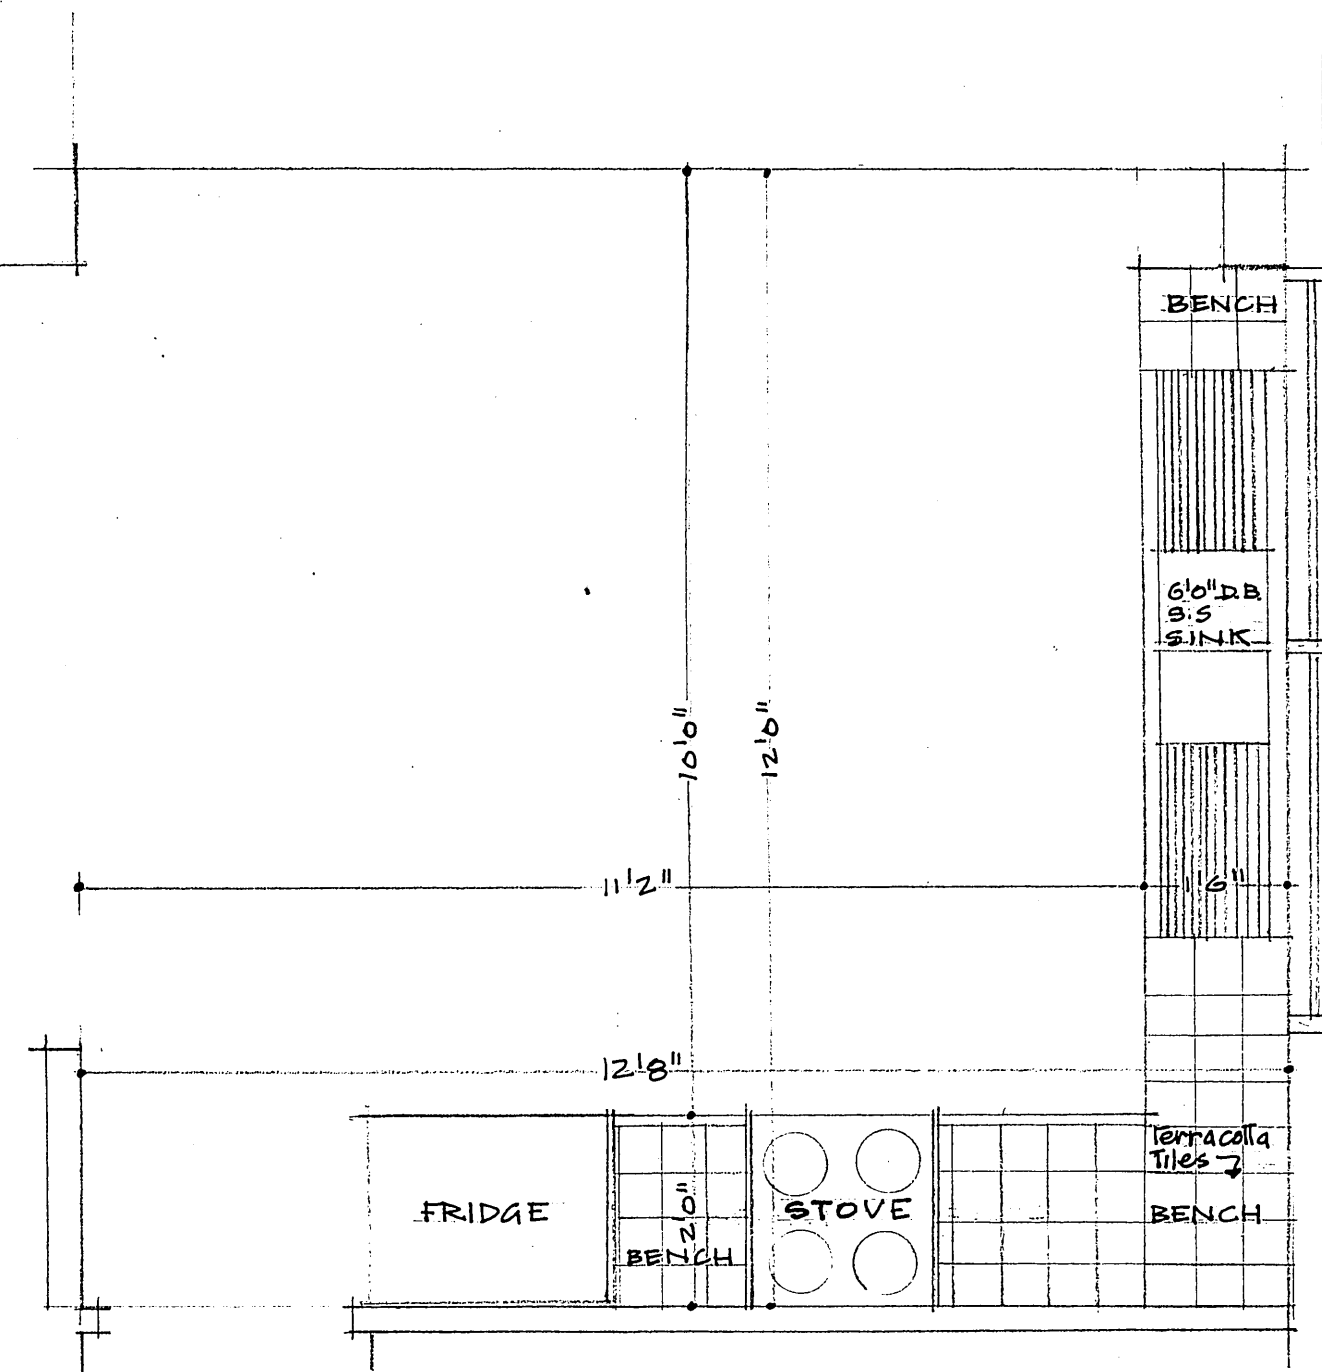 BENCH
6'0" D.B.
S.S
SINK
10'0"
12'0"
11'2"
1'6"
12'8"
Terracotta
Tiles
FRIDGE
2'0"
BENCH
STOVE
BENCH